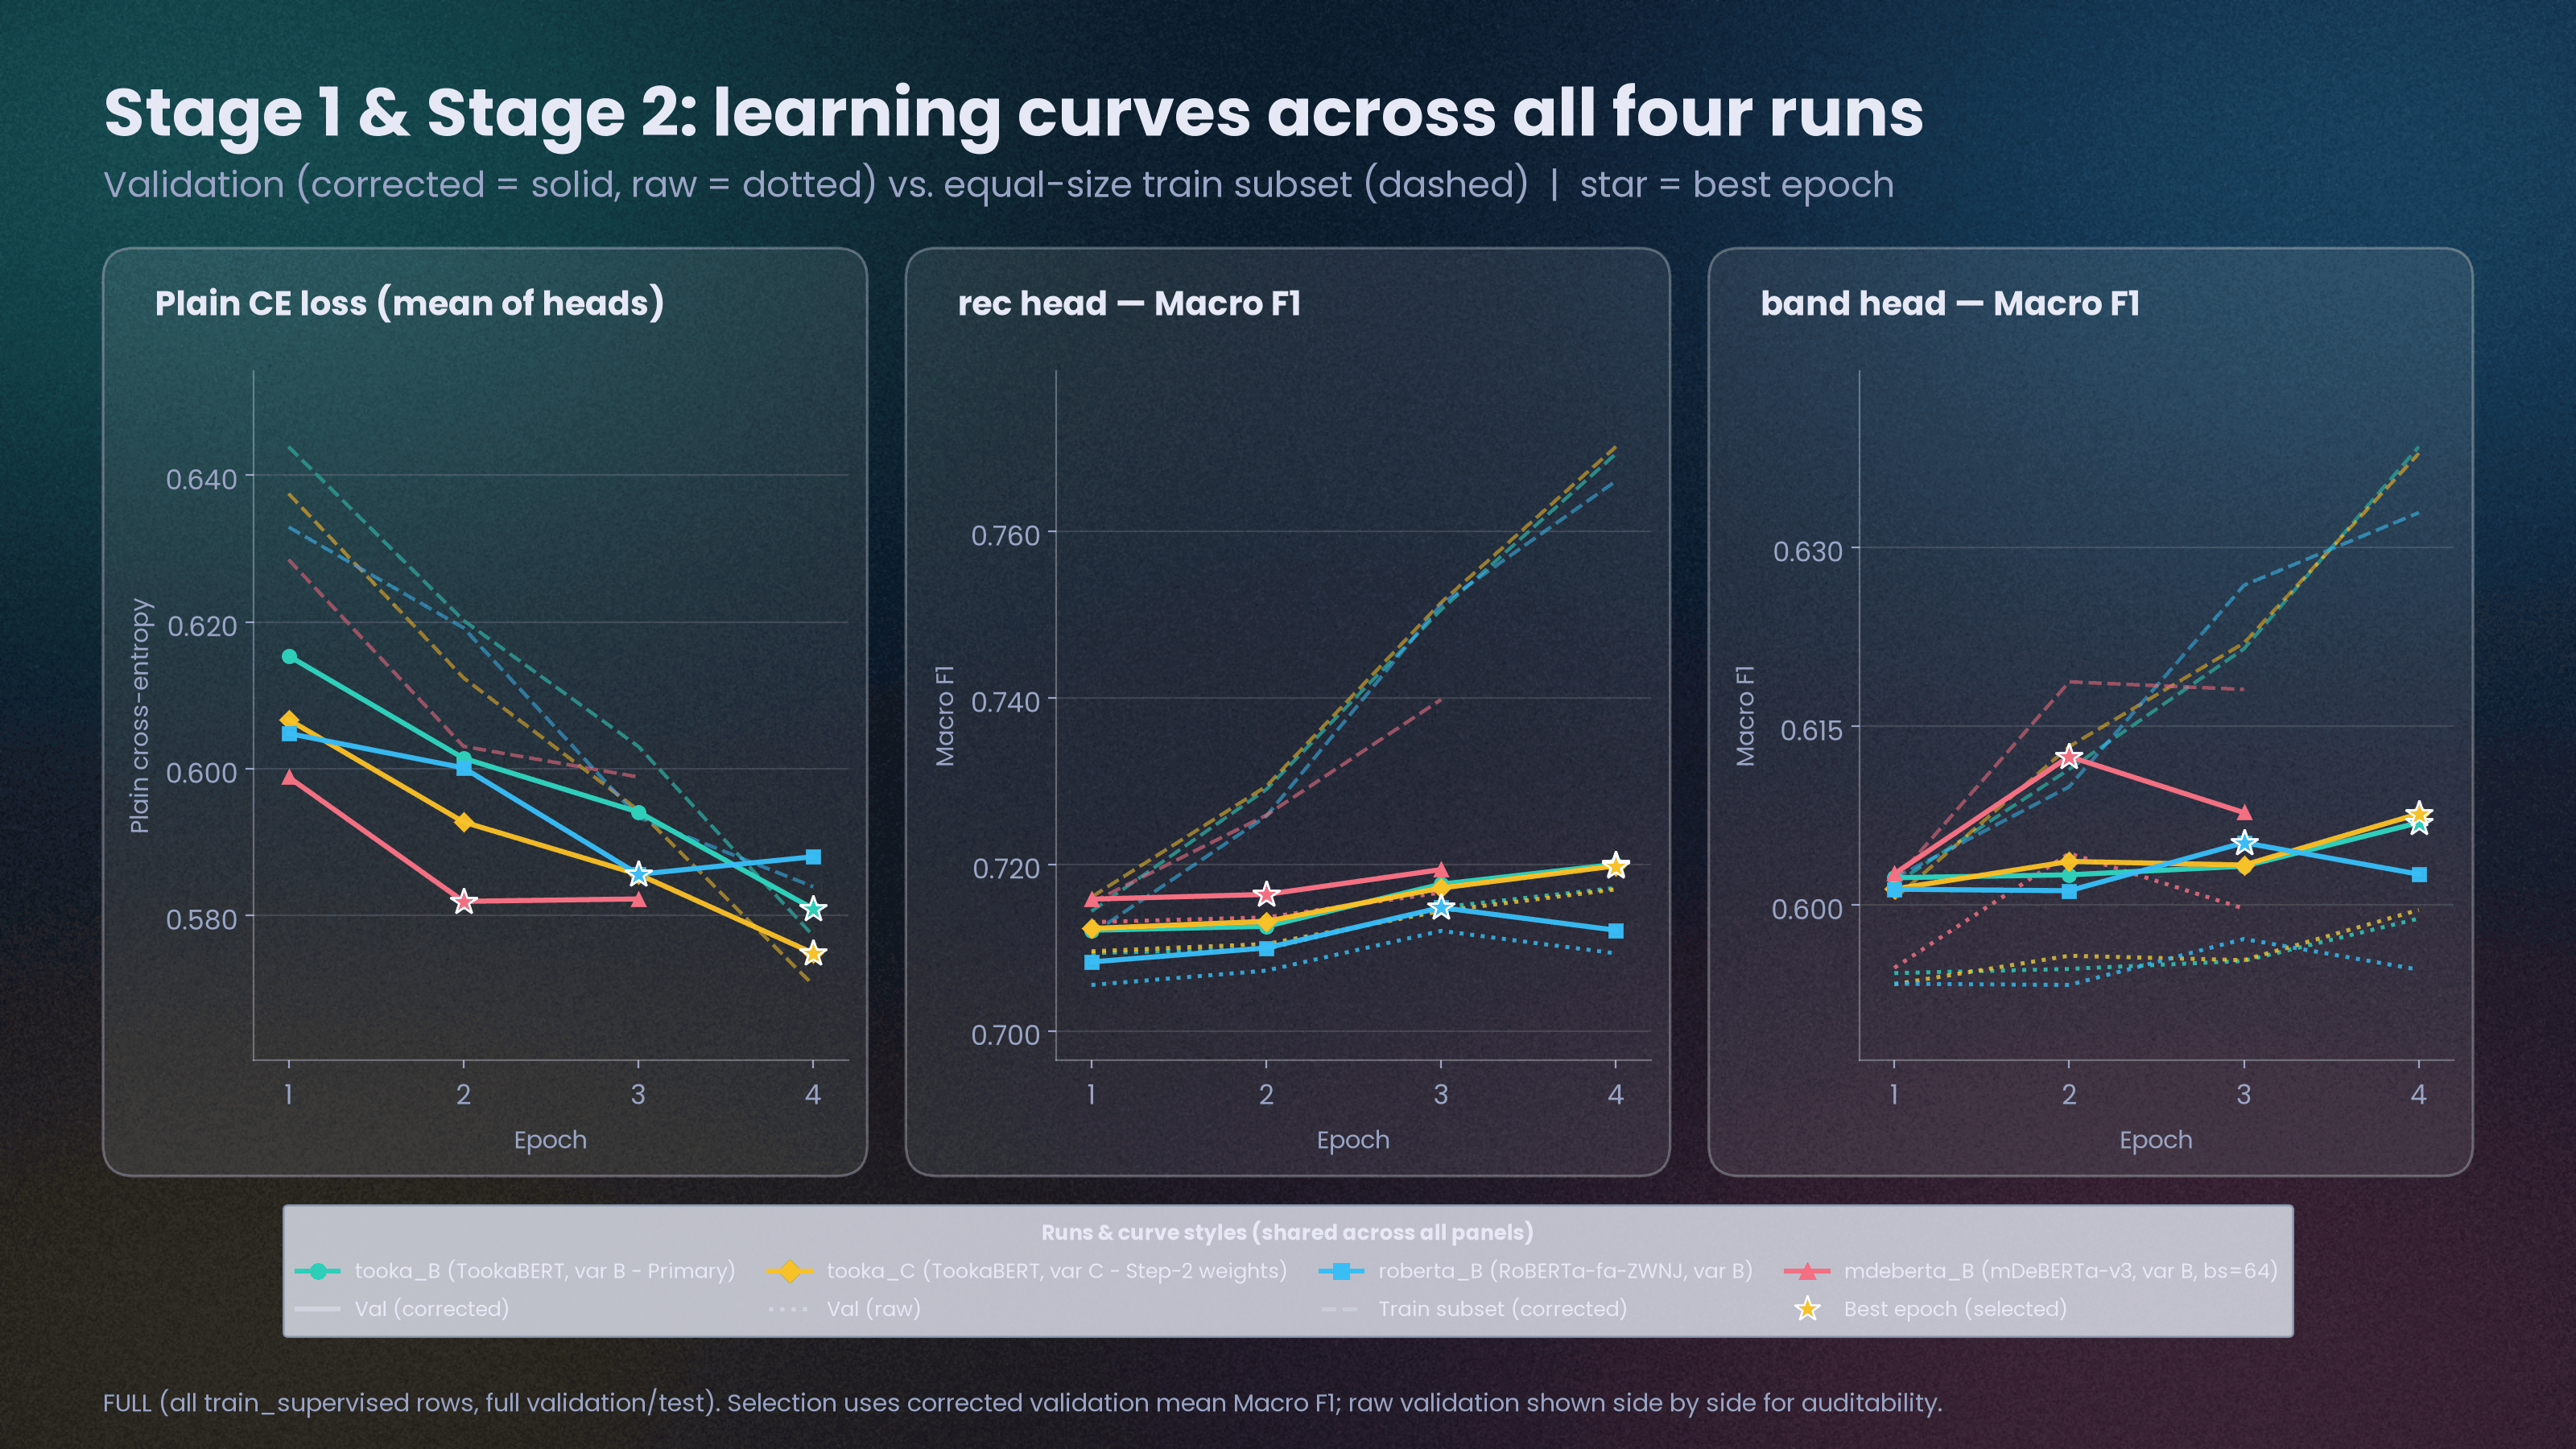 Stage 1 & Stage 2: learning curves across all four runs
Validation (corrected = solid, raw = dotted) vs. equal-size train subset (dashed) | star = best epoch
Plain CE loss (mean of heads)
Plain cross-entropy
0.640
0.620
0.600
0.580
1 2 3 4
Epoch
rec head — Macro F1
Macro F1
0.760
0.740
0.720
0.700
1 2 3 4
Epoch
band head — Macro F1
Macro F1
0.630
0.615
0.600
1 2 3 4
Epoch
Runs & curve styles (shared across all panels)
tooka_B (TookaBERT, var B - Primary) tooka_C (TookaBERT, var C - Step-2 weights) roberta_B (RoBERTa-fa-ZWNJ, var B) mdeberta_B (mDeBERTa-v3, var B, bs=64)
Val (corrected) Val (raw) Train subset (corrected) Best epoch (selected)
FULL (all train_supervised rows, full validation/test). Selection uses corrected validation mean Macro F1; raw validation shown side by side for auditability.